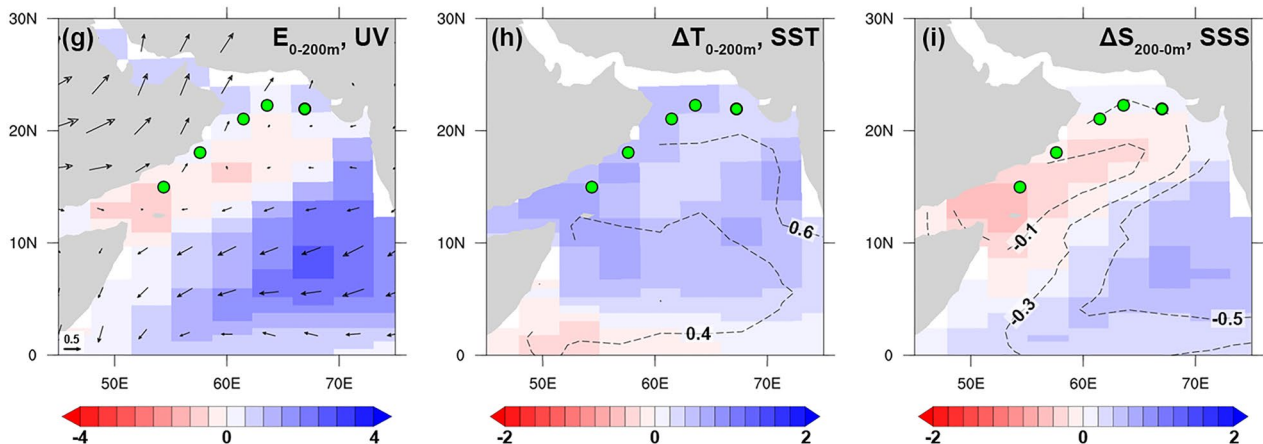 (g) E0-200m, UV
30N
20N
10N
0
0.5
50E 60E 70E
-4 0 4
(h) ΔT0-200m, SST
30N
20N
10N
0
0.6
0.4
50E 60E 70E
-2 0 2
(i) ΔS200-0m, SSS
30N
20N
10N
0
-0.1
-0.3
-0.5
50E 60E 70E
-2 0 2